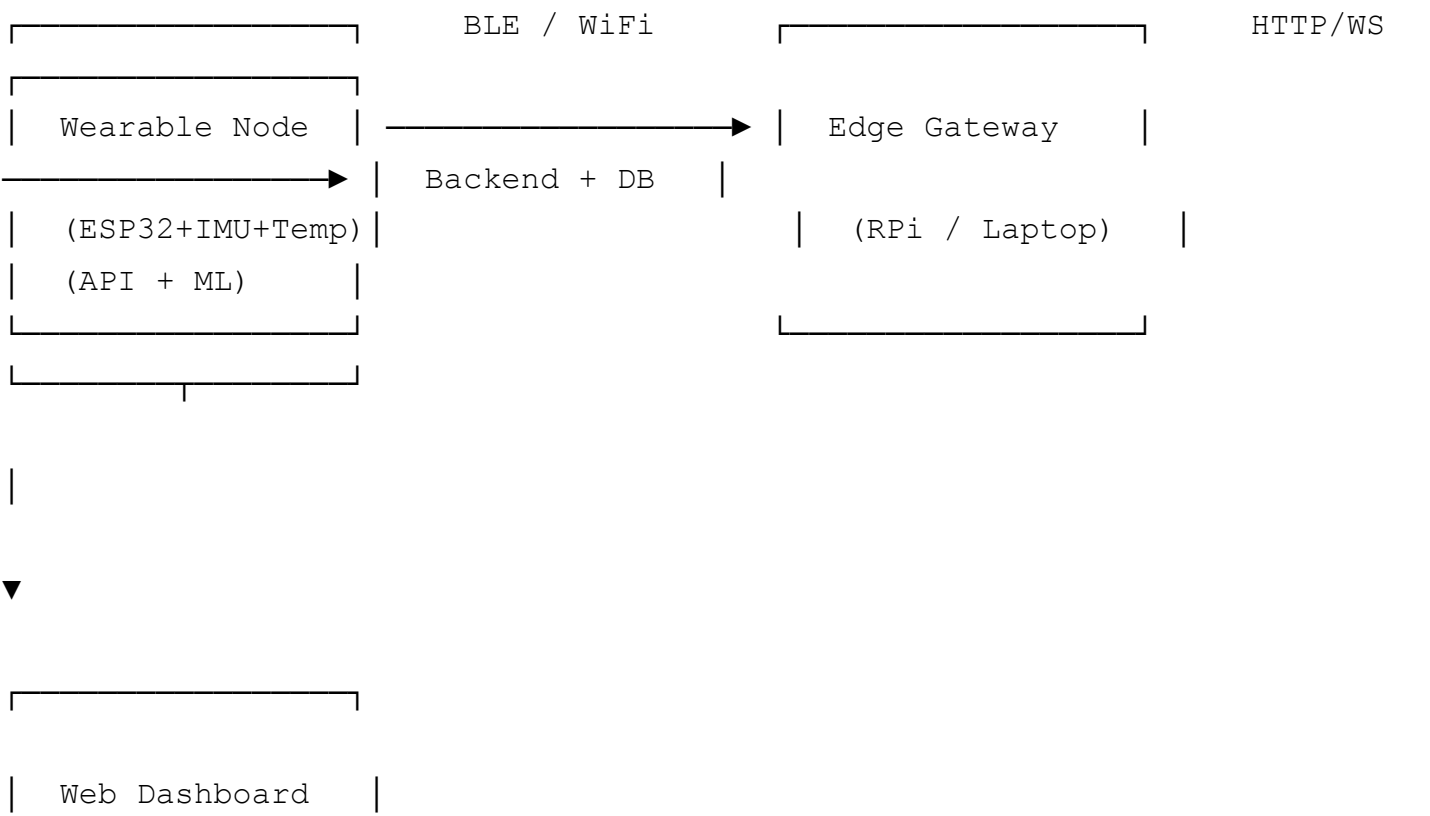 BLE / WiFi HTTP/WS
Wearable Node Edge Gateway
Backend + DB
(ESP32+IMU+Temp) (RPi / Laptop)
(API + ML)
Web Dashboard